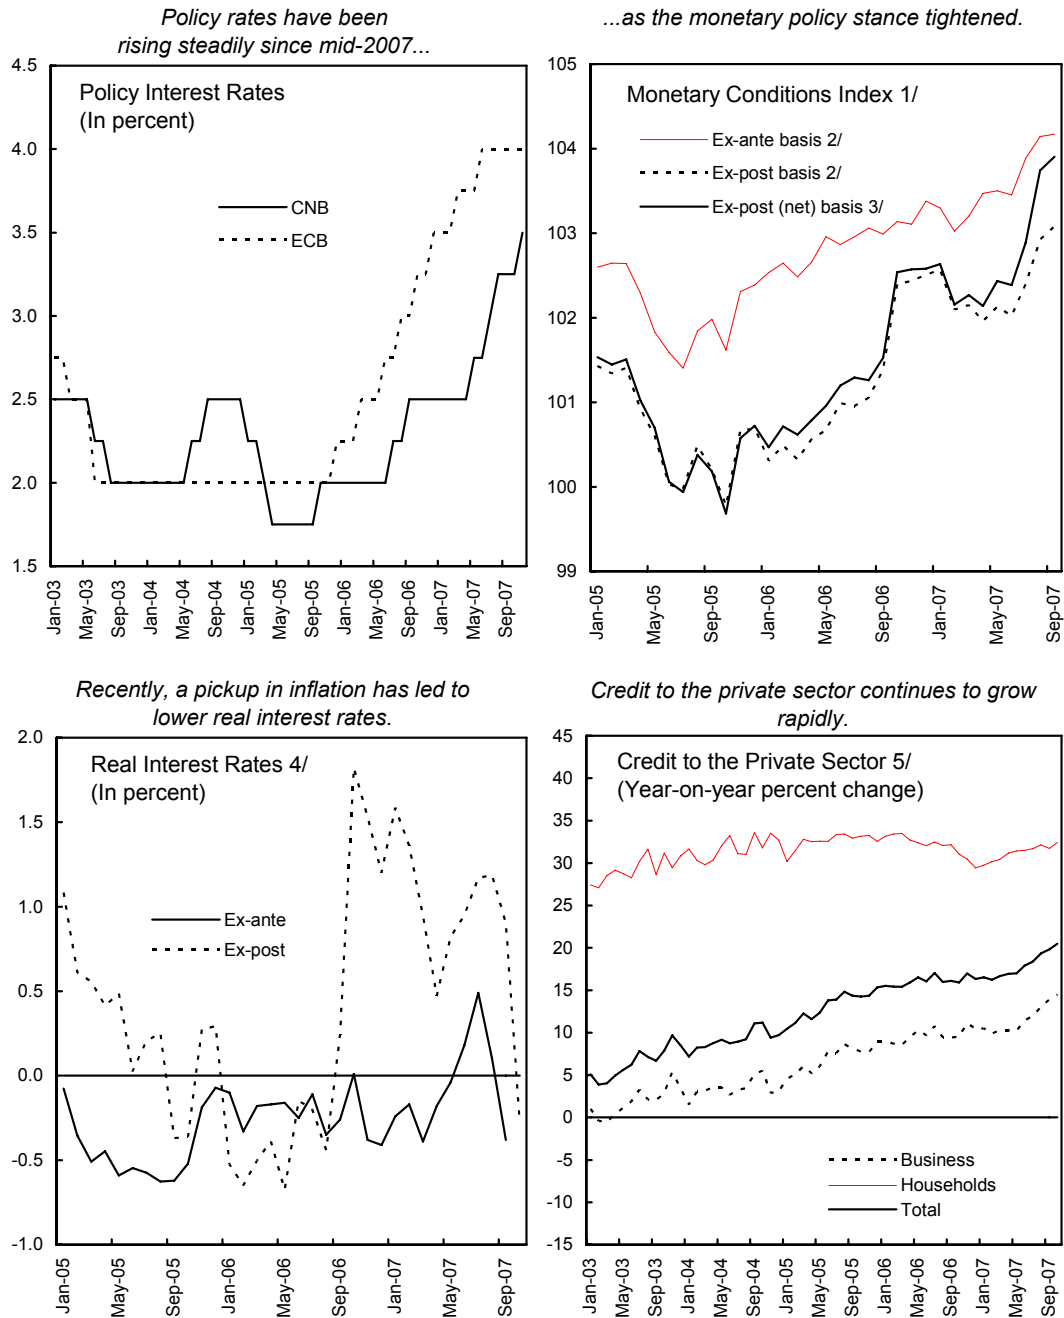 Policy rates have been
rising steadily since mid-2007...
4.5
4.0
3.5
3.0
2.5
2.0
1.5
Policy Interest Rates
(In percent)
CNB
ECB
Jan-03
May-03
Sep-03
Jan-04
May-04
Sep-04
Jan-05
May-05
Sep-05
Jan-06
May-06
Sep-06
Jan-07
May-07
Sep-07
...as the monetary policy stance tightened.
105
104
103
102
101
100
99
Monetary Conditions Index 1/
Ex-ante basis 2/
Ex-post basis 2/
Ex-post (net) basis 3/
Jan-05
May-05
Sep-05
Jan-06
May-06
Sep-06
Jan-07
May-07
Sep-07
Recently, a pickup in inflation has led to
lower real interest rates.
2.0
1.5
1.0
0.5
0.0
-0.5
-1.0
Real Interest Rates 4/
(In percent)
Ex-ante
Ex-post
Jan-05
May-05
Sep-05
Jan-06
May-06
Sep-06
Jan-07
May-07
Sep-07
Credit to the private sector continues to grow
rapidly.
45
40
35
30
25
20
15
10
5
0
-5
-10
-15
Credit to the Private Sector 5/
(Year-on-year percent change)
Business
Households
Total
Jan-03
May-03
Sep-03
Jan-04
May-04
Sep-04
Jan-05
May-05
Sep-05
Jan-06
May-06
Sep-06
Jan-07
May-07
Sep-07